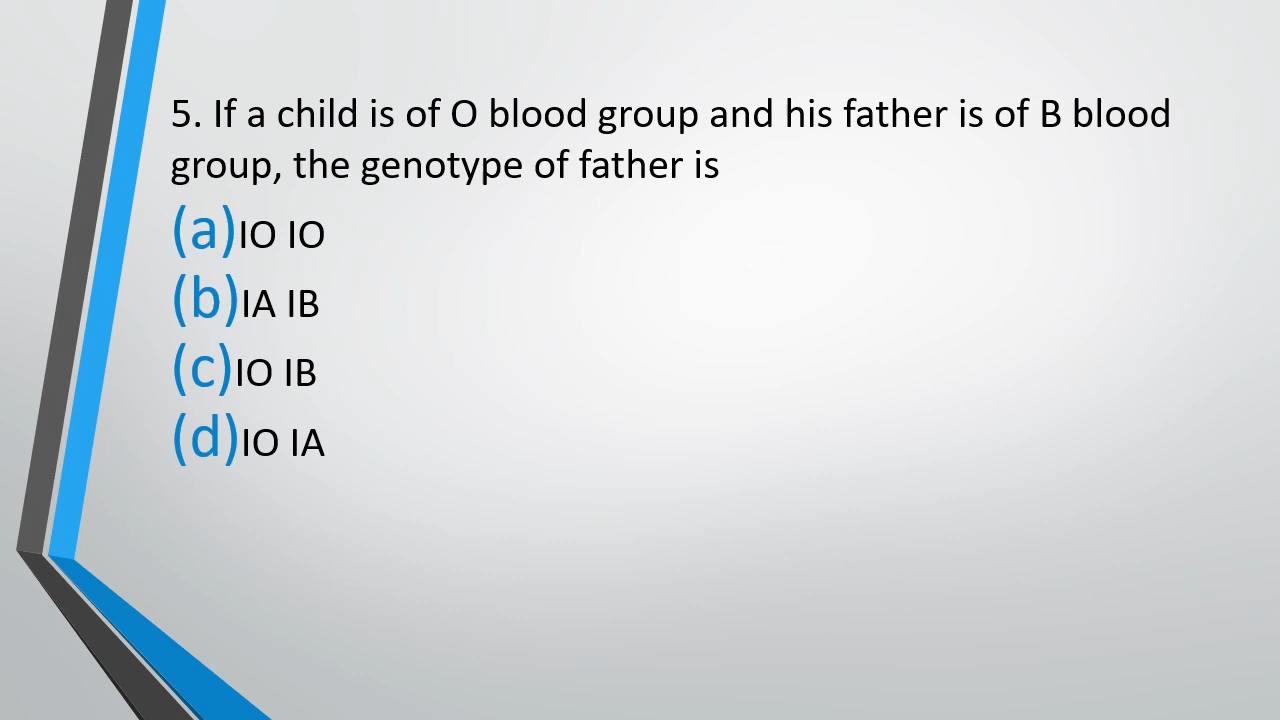 5. If a child is of O blood group and his father is of B blood
group, the genotype of father is
(a)IO IO
(b)IA IB
(c)IO IB
(d)IO IA